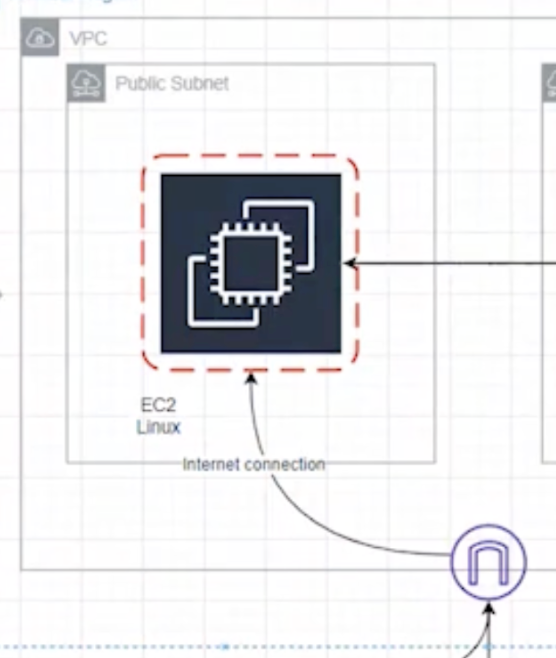 VPC
Public Subnet
EC2
Linux
Internet connection